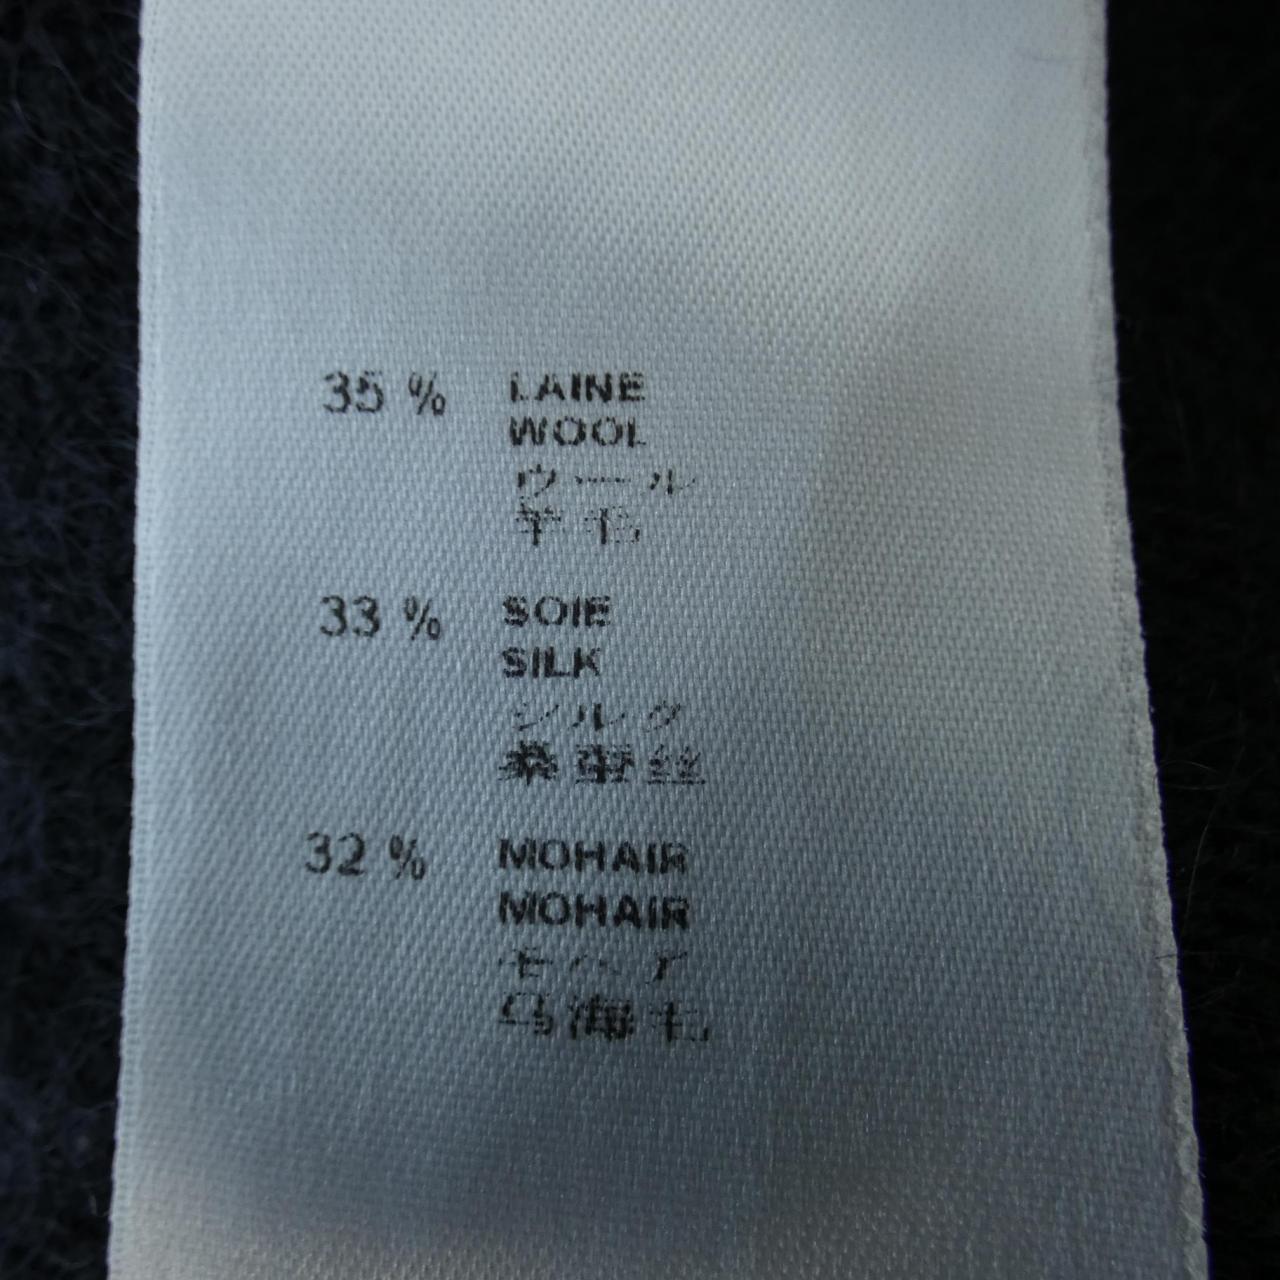 35 % LAINE
WOOL
ウール
羊毛
33 % SOIE
SILK
シルク
桑蚕丝
32 % MOHAIR
MOHAIR
モヘア
马海毛